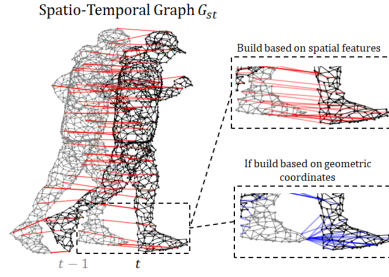 Spatio-Temporal Graph G_st
Build based on spatial features
If build based on geometric
coordinates
t − 1
t